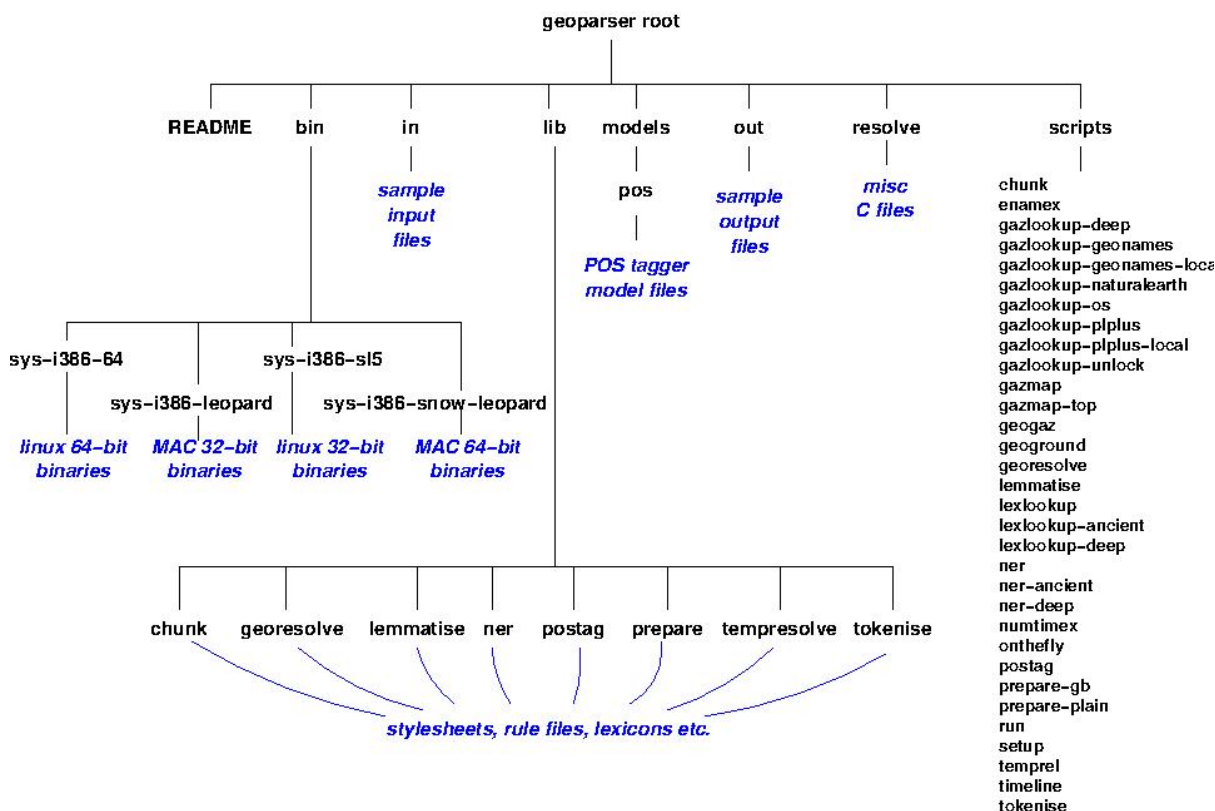 geoparser root
README bin in lib models out resolve scripts
sample
input
files
pos
POS tagger
model files
sample
output
files
misc
C files
sys-i386-64 sys-i386-sl5
sys-i386-leopard sys-i386-snow-leopard
linux 64-bit
binaries
MAC 32-bit
binaries
linux 32-bit
binaries
MAC 64-bit
binaries
chunk georesolve lemmatise ner postag prepare tempresolve tokenise
stylesheets, rule files, lexicons etc.
chunk
enamex
gazlookup-deep
gazlookup-geonames
gazlookup-geonames-local
gazlookup-naturalearth
gazlookup-os
gazlookup-plplus
gazlookup-plplus-local
gazlookup-unlock
gazmap
gazmap-top
geogaz
geoground
georesolve
lemmatise
lexlookup
lexlookup-ancient
lexlookup-deep
ner
ner-ancient
ner-deep
numtimex
onthefly
postag
prepare-gb
prepare-plain
run
setup
temprel
timeline
tokenise